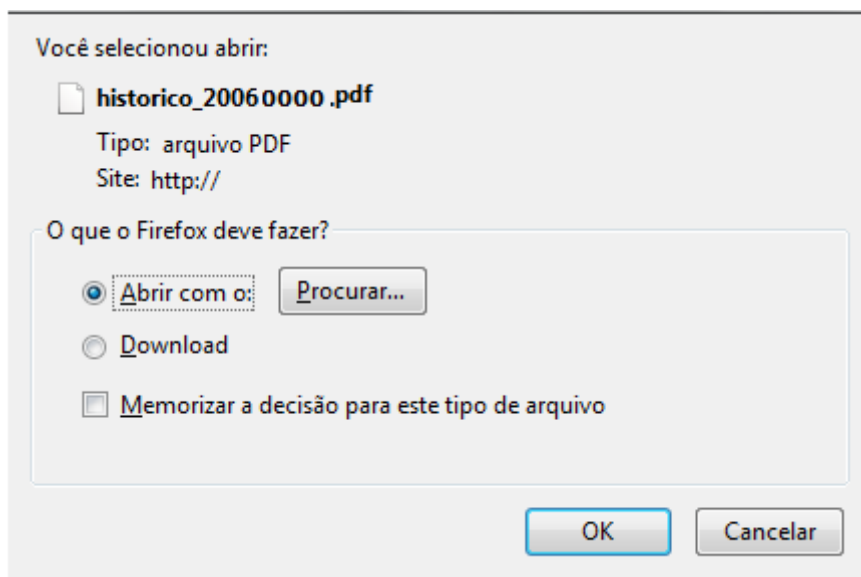 Você selecionou abrir:
historico_20060000 .pdf
Tipo: arquivo PDF
Site: http://
O que o Firefox deve fazer?
Abrir com o: Procurar...
Download
Memorizar a decisão para este tipo de arquivo
OK Cancelar